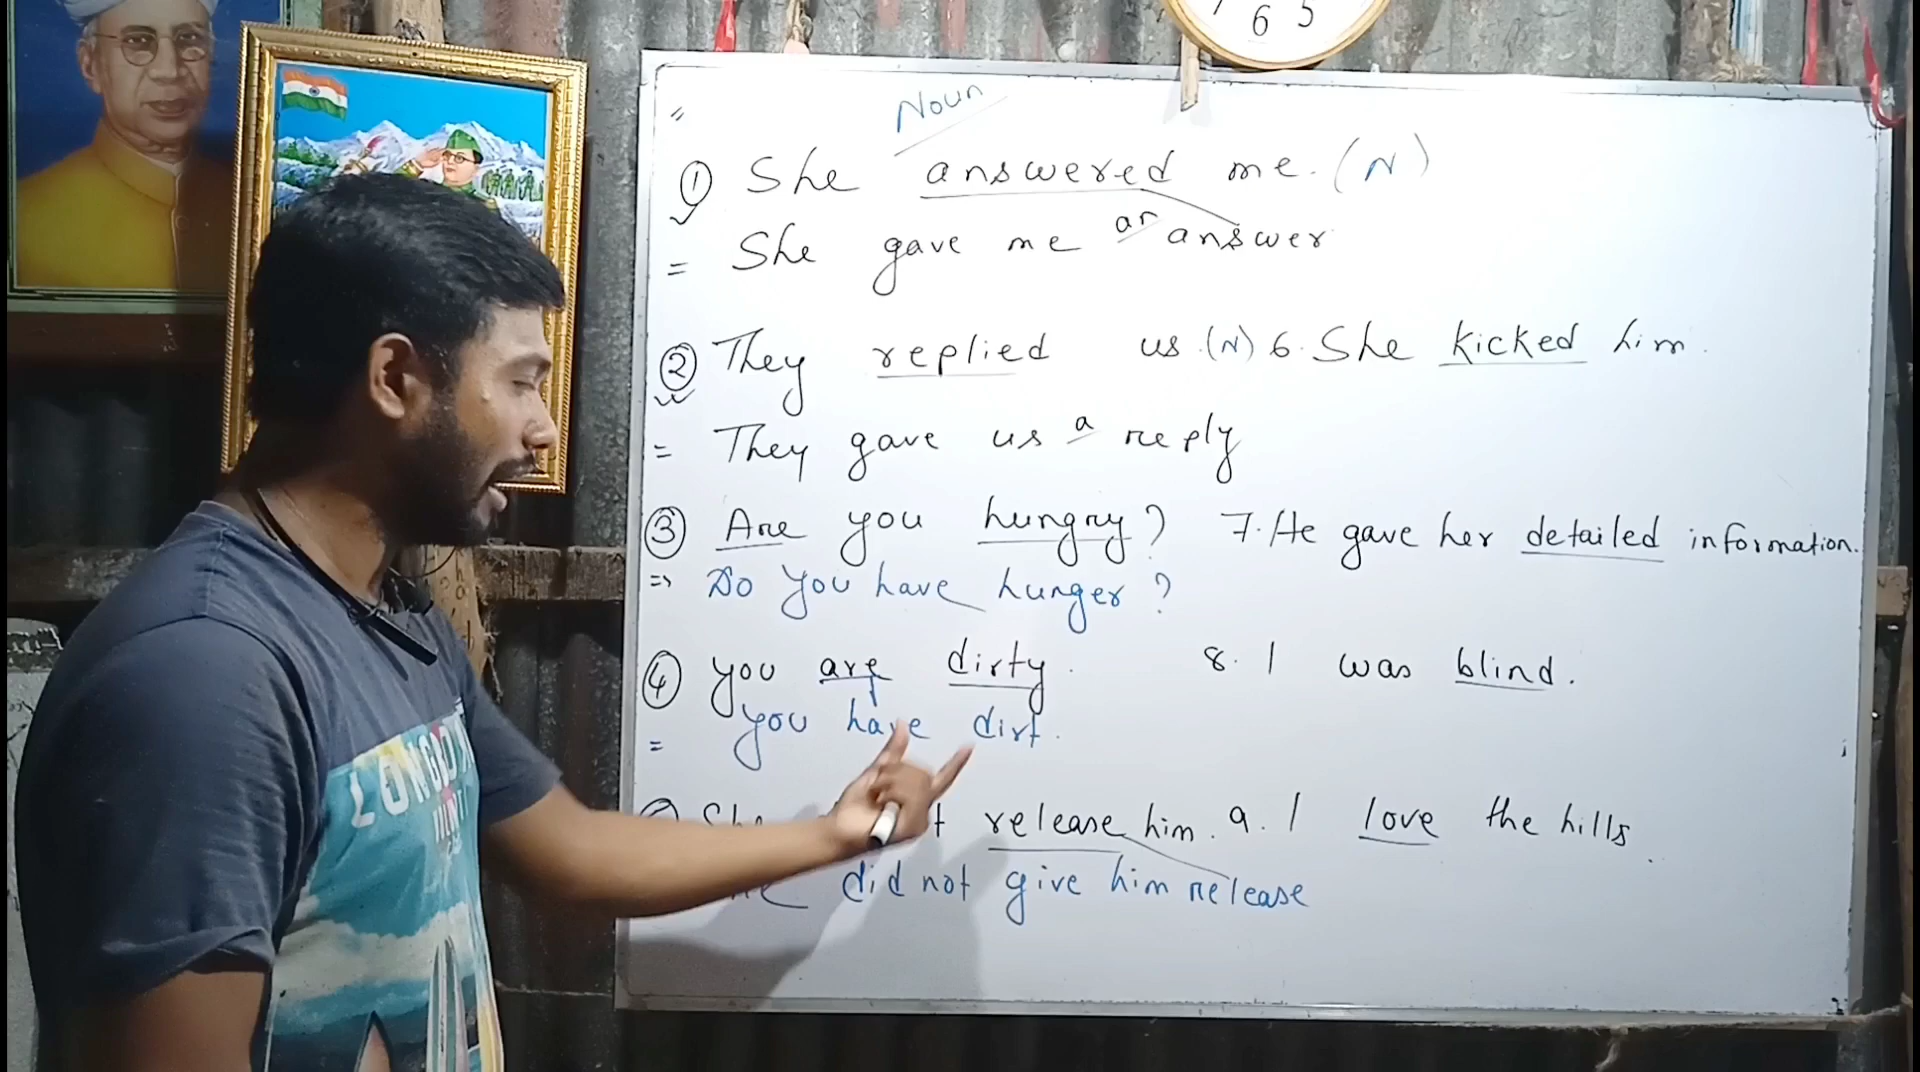 Noun
① She answered me. (N)
= She gave me an answer
② They replied us. (N) 6. She kicked him.
= They gave us a reply
③ Are you hungry? 7. He gave her detailed information.
=> Do you have hunger?
④ you are dirty. 8. I was blind.
= you have dirt.
She release him. 9. I love the hills.
did not give him release
6 5